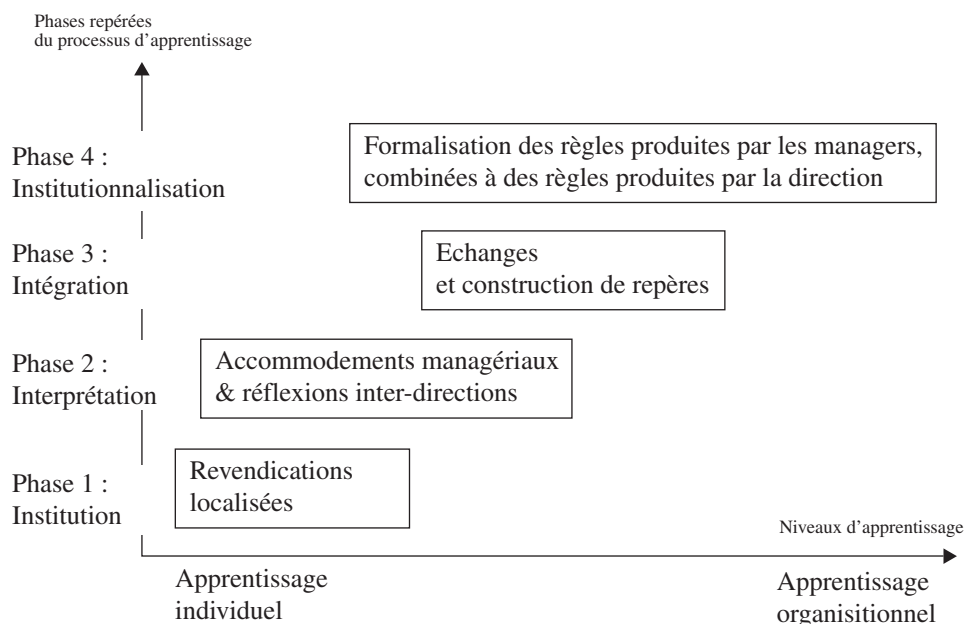 Phases repérées
du processus d'apprentissage
Phase 4 :
Institutionnalisation
Formalisation des règles produites par les managers,
combinées à des règles produites par la direction
Phase 3 :
Intégration
Echanges
et construction de repères
Phase 2 :
Interprétation
Accommodements managériaux
& réflexions inter-directions
Phase 1 :
Institution
Revendications
localisées
Niveaux d'apprentissage
Apprentissage
individuel
Apprentissage
organisitionnel